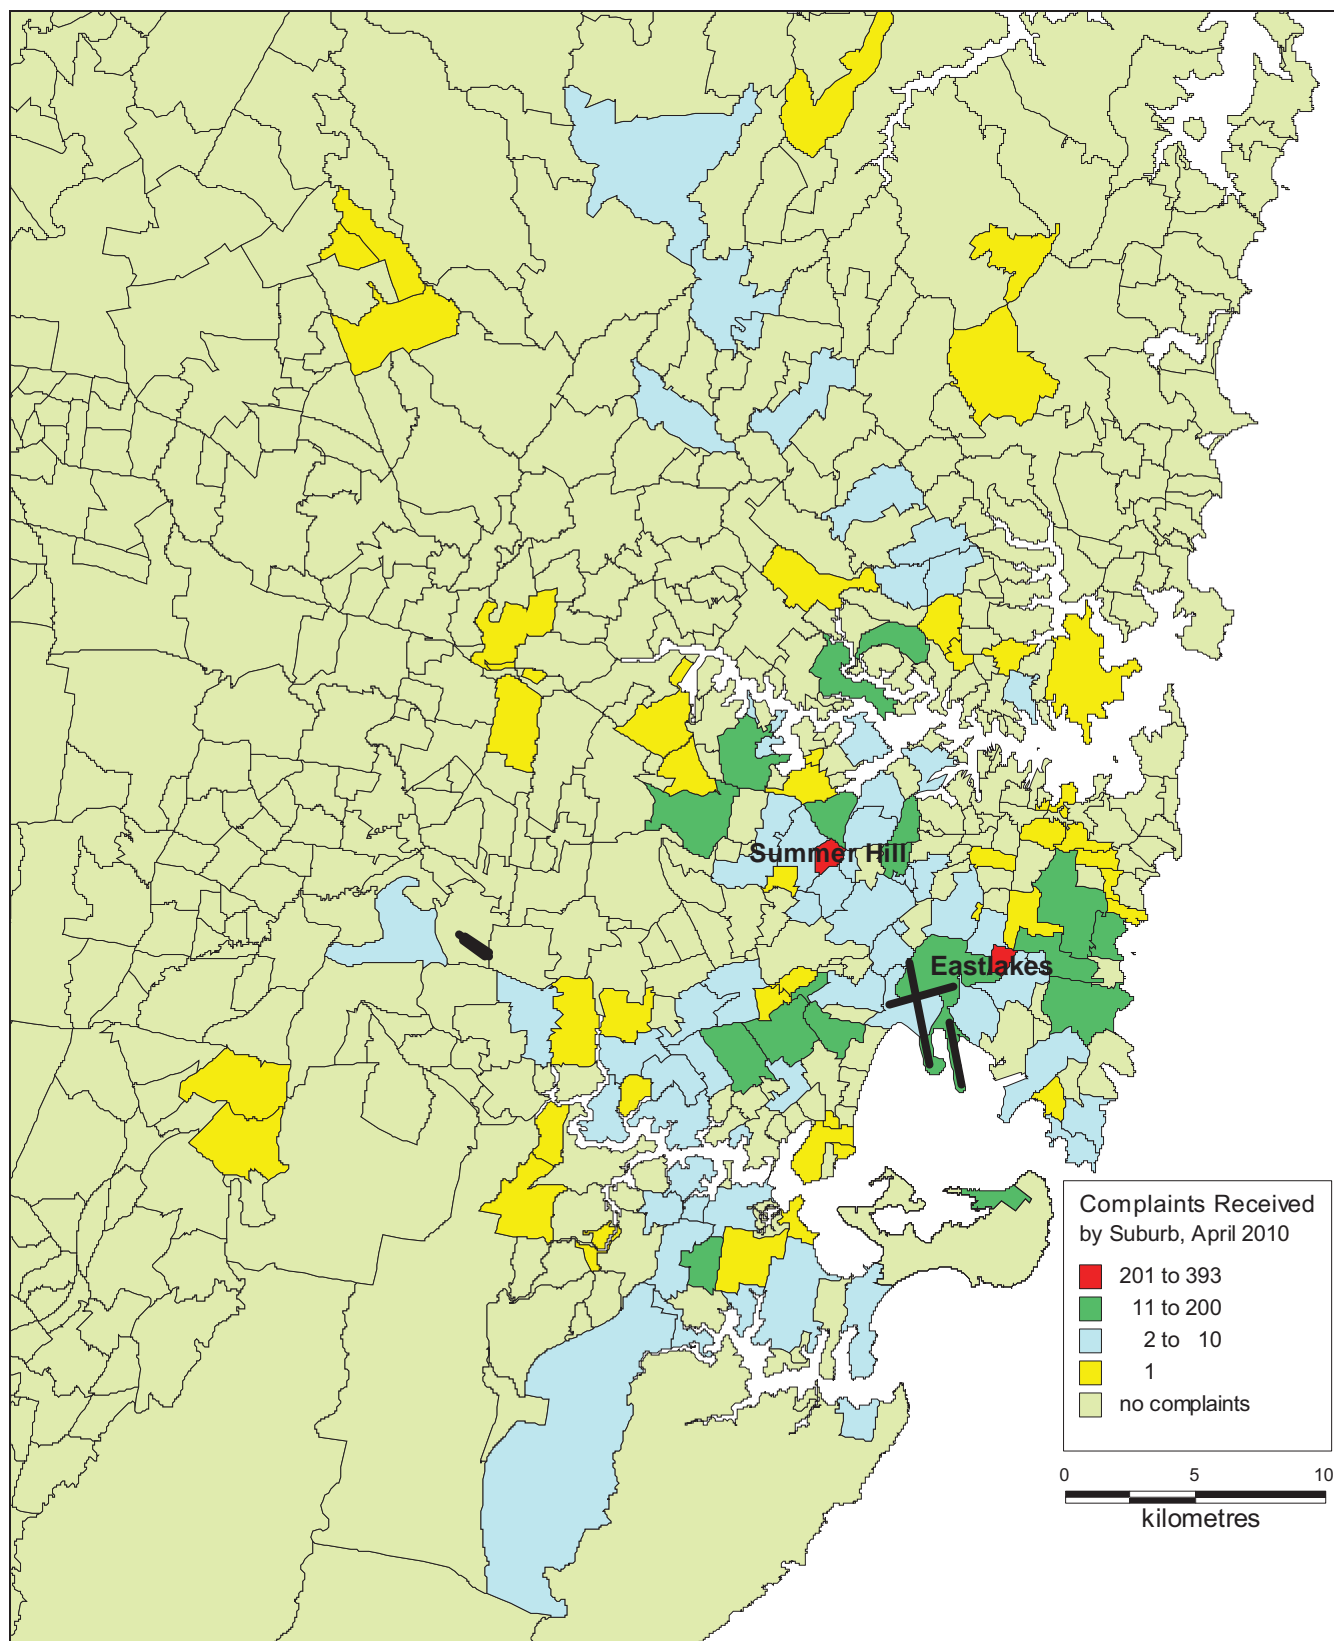 Summer Hill
Eastlakes
Complaints Received
by Suburb, April 2010
201 to 393
11 to 200
2 to 10
1
no complaints
0 5 10
kilometres